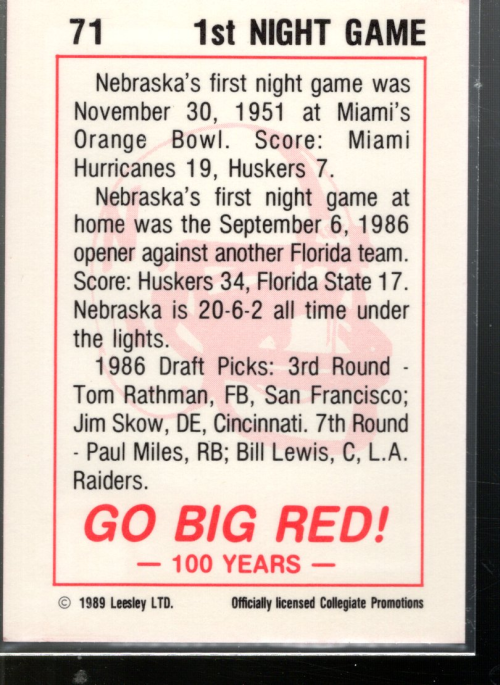 71 1st NIGHT GAME
Nebraska's first night game was
November 30, 1951 at Miami's
Orange Bowl. Score: Miami
Hurricanes 19, Huskers 7.
Nebraska's first night game at
home was the September 6, 1986
opener against another Florida team.
Score: Huskers 34, Florida State 17.
Nebraska is 20-6-2 all time under
the lights.
1986 Draft Picks: 3rd Round -
Tom Rathman, FB, San Francisco;
Jim Skow, DE, Cincinnati. 7th Round
- Paul Miles, RB; Bill Lewis, C, L.A.
Raiders.
GO BIG RED!
— 100 YEARS —
© 1989 Leesley LTD. Officially licensed Collegiate Promotions